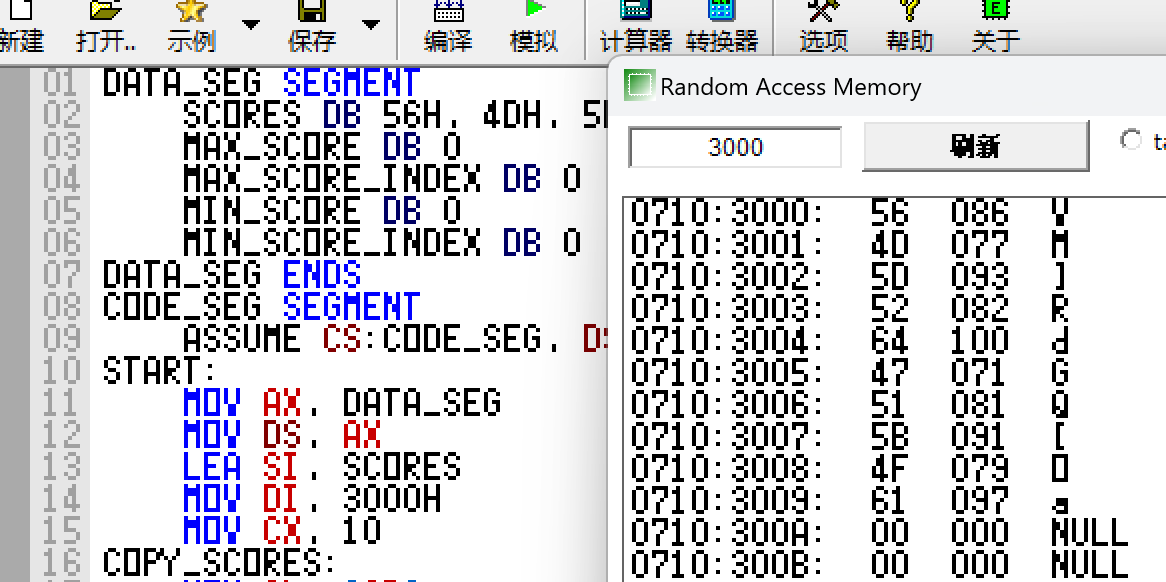 新建 打开.. 示例 保存 编译 模拟 计算器 转换器 选项 帮助 关于
01 DATA_SEG SEGMENT
02 SCORES DB 56H, 4DH,
03 MAX_SCORE DB 0
04 MAX_SCORE_INDEX DB 0
05 MIN_SCORE DB 0
06 MIN_SCORE_INDEX DB 0
07 DATA_SEG ENDS
08 CODE_SEG SEGMENT
09 ASSUME CS:CODE_SEG,
10 START:
11 MOV AX, DATA_SEG
12 MOV DS, AX
13 LEA SI, SCORES
14 MOV DI, 3000H
15 MOV CX, 10
16 COPY_SCORES:
Random Access Memory
3000 刷新
0710:3000: 56 086 V
0710:3001: 4D 077 M
0710:3002: 5D 093 ]
0710:3003: 52 082 R
0710:3004: 64 100 d
0710:3005: 47 071 G
0710:3006: 51 081 Q
0710:3007: 5B 091 [
0710:3008: 4F 079 O
0710:3009: 61 097 a
0710:300A: 00 000 NULL
0710:300B: 00 000 NULL